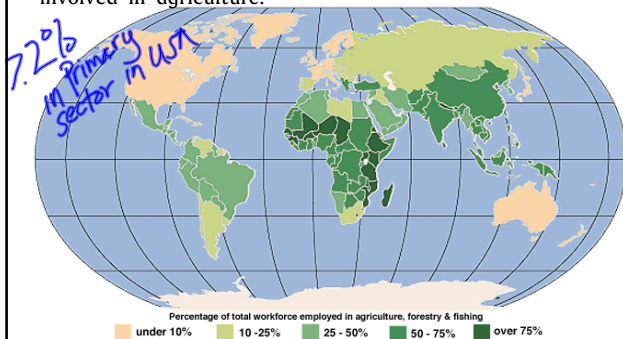 involved in agriculture.
7.2%
in Primary
sector in USA
Percentage of total workforce employed in agriculture, forestry & fishing
under 10% 10 -25% 25 - 50% 50 - 75% over 75%